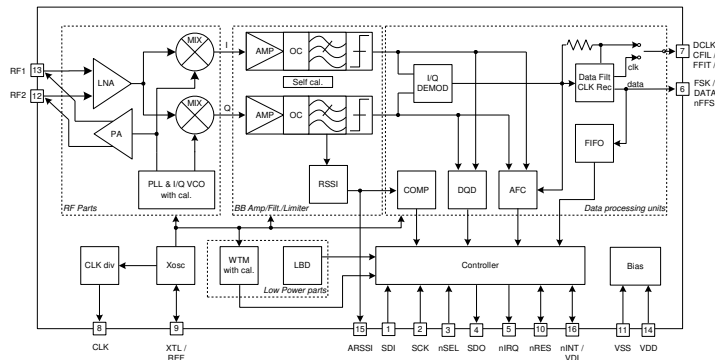 MIX
I
AMP
OC
Self cal.
I/Q
DEMOD
clk
Data Filt
CLK Rec
data
7
DCLK /
CFIL /
FFIT /
6
FSK /
DATA /
nFFS
RF1
13
RF2
12
LNA
PA
MIX
Q
AMP
OC
FIFO
PLL & I/Q VCO
with cal.
RSSI
COMP
DQD
AFC
RF Parts
BB Amp/Filt./Limiter
Data processing units
CLK div
Xosc
WTM
with cal.
LBD
Low Power parts
Controller
Bias
8
9
15
1
2
3
4
5
10
16
11
14
CLK
XTL /
REF
ARSSI
SDI
SCK
nSEL
SDO
nIRQ
nRES
nINT /
VDI
VSS
VDD